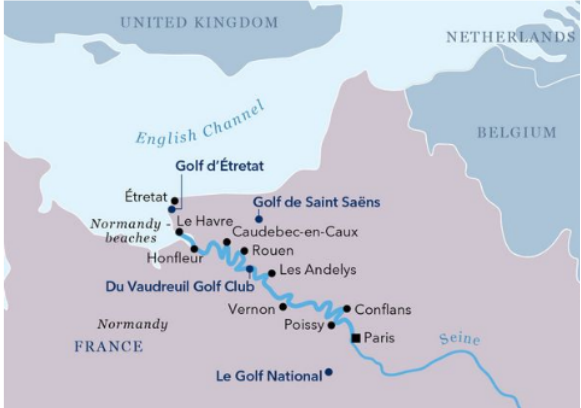 UNITED KINGDOM
NETHERLANDS
BELGIUM
English Channel
Golf d'Étretat
Étretat
Golf de Saint Saëns
Normandy
beaches
Le Havre
Caudebec-en-Caux
Honfleur
Rouen
Les Andelys
Du Vaudreuil Golf Club
Vernon
Conflans
Normandy
Poissy
Paris
Seine
FRANCE
Le Golf National